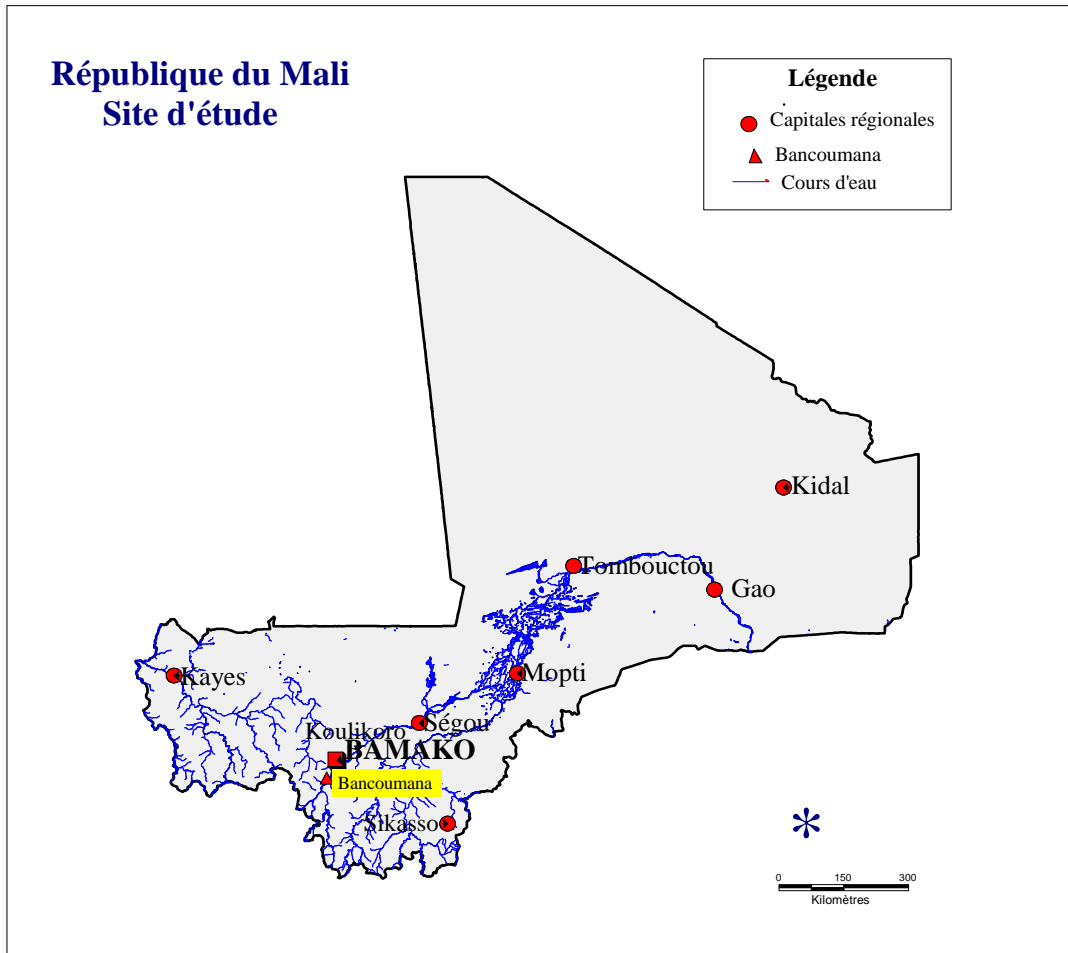 République du Mali
Site d'étude
Légende
Capitales régionales
Bancoumana
Cours d'eau
Kidal
Tombouctou
Gao
Kayes
Mopti
Ségou
Koulikoro
BAMAKO
Bancoumana
Sikasso
0 150 300
Kilomètres